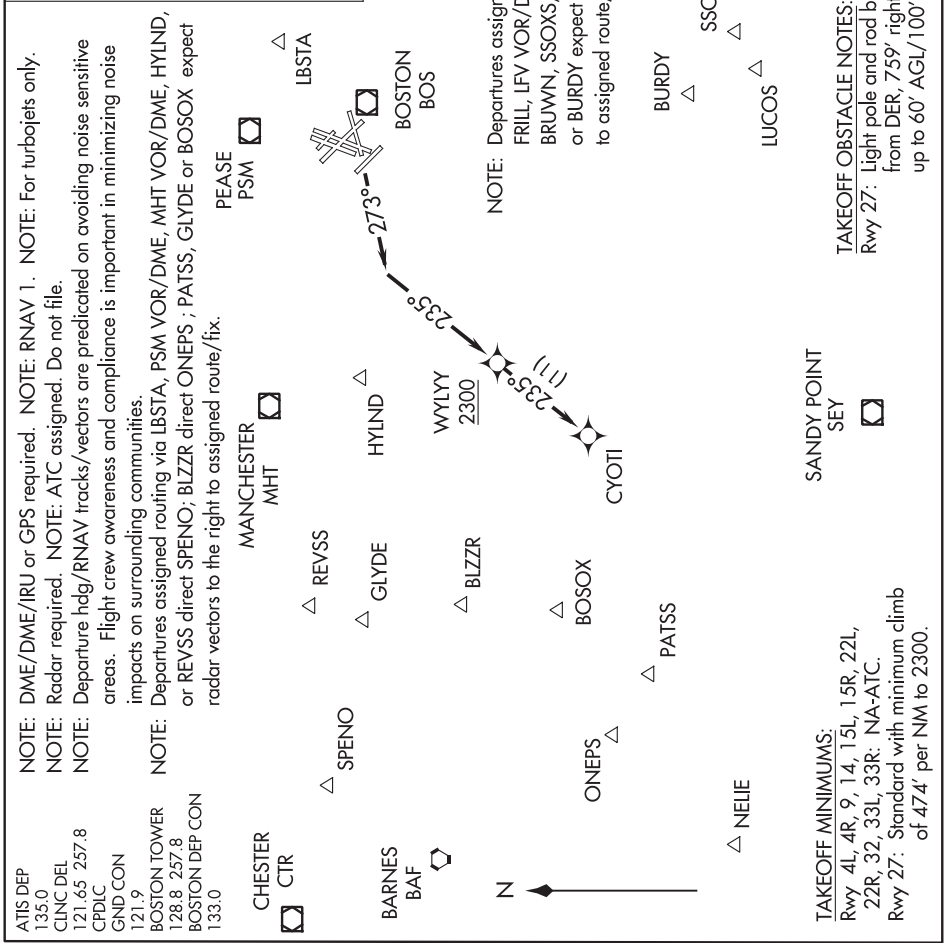 ATIS DEP
135.0
CLNC DEL
121.65 257.8
CPDLC
GND CON
121.9
BOSTON TOWER
128.8 257.8
BOSTON DEP CON
133.0
NOTE: DME/DME/IRU or GPS required. NOTE: RNAV 1. NOTE: For turbojets only.
NOTE: Radar required. NOTE: ATC assigned. Do not file.
NOTE: Departure hdg/RNAV tracks/vectors are predicated on avoiding noise sensitive
areas. Flight crew awareness and compliance is important in minimizing noise
impacts on surrounding communities.
NOTE: Departures assigned routing via LBSTA, PSM VOR/DME, MHT VOR/DME, HYLND,
or REVSS direct SPENO; BLZZR direct ONEPS ; PATSS, GLYDE or BOSOX expect
radar vectors to the right to assigned route/fix.
CHESTER
CTR
MANCHESTER
MHT
PEASE
PSM
LBSTA
SPENO
REVSS
GLYDE
HYLND
BOSTON
BOS
273°
BARNES
BAF
BLZZR
WYLYY
2300
235°
235°
(11)
NOTE: Departures assign
FRILL, LFV VOR/D
BRUWN, SSOXS,
or BURDY expect
to assigned route,
N
ONEPS
BOSOX
CYOTI
PATSS
BURDY
SSO
LUCOS
NELIE
SANDY POINT
SEY
TAKEOFF MINIMUMS:
Rwy 4L, 4R, 9, 14, 15L, 15R, 22L,
22R, 32, 33L, 33R: NA-ATC.
Rwy 27: Standard with minimum climb
of 474' per NM to 2300.
TAKEOFF OBSTACLE NOTES:
Rwy 27: Light pole and rod b
from DER, 759' right
up to 60' AGL/100'